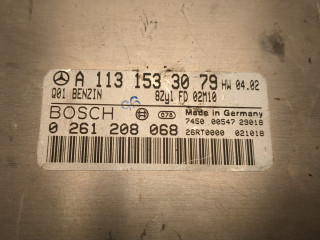 A 113 153 30 79 HW 04.02
Q01 BENZIN 8Zyl FD 02M10
BOSCH 078 Made in Germany
7450 00547 29018
0 261 208 068 26RT0000 021018